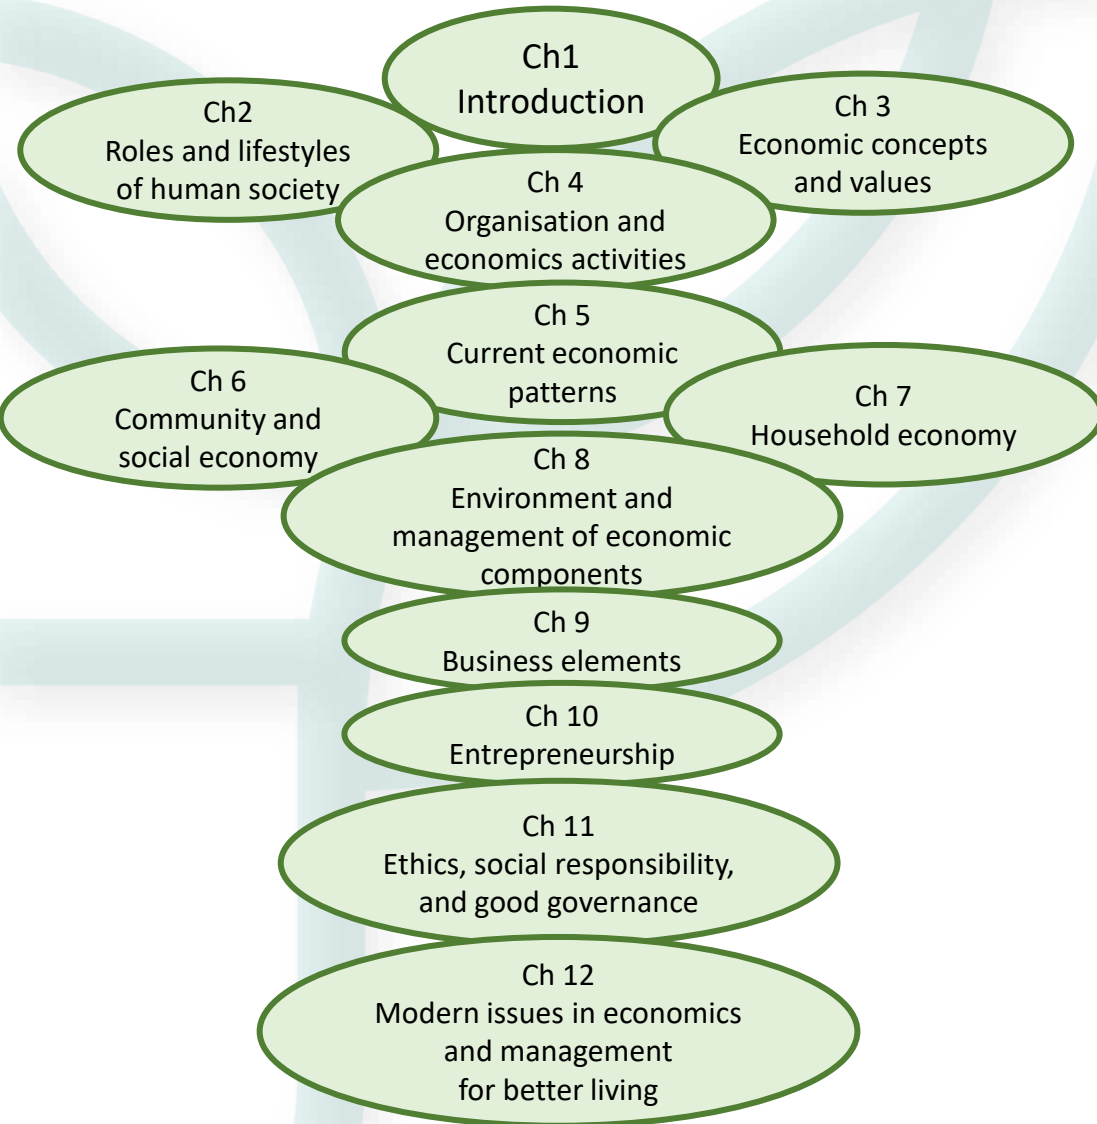 Ch1
Introduction
Ch2
Roles and lifestyles
of human society
Ch 3
Economic concepts
and values
Ch 4
Organisation and
economics activities
Ch 5
Current economic
patterns
Ch 6
Community and
social economy
Ch 7
Household economy
Ch 8
Environment and
management of economic
components
Ch 9
Business elements
Ch 10
Entrepreneurship
Ch 11
Ethics, social responsibility,
and good governance
Ch 12
Modern issues in economics
and management
for better living